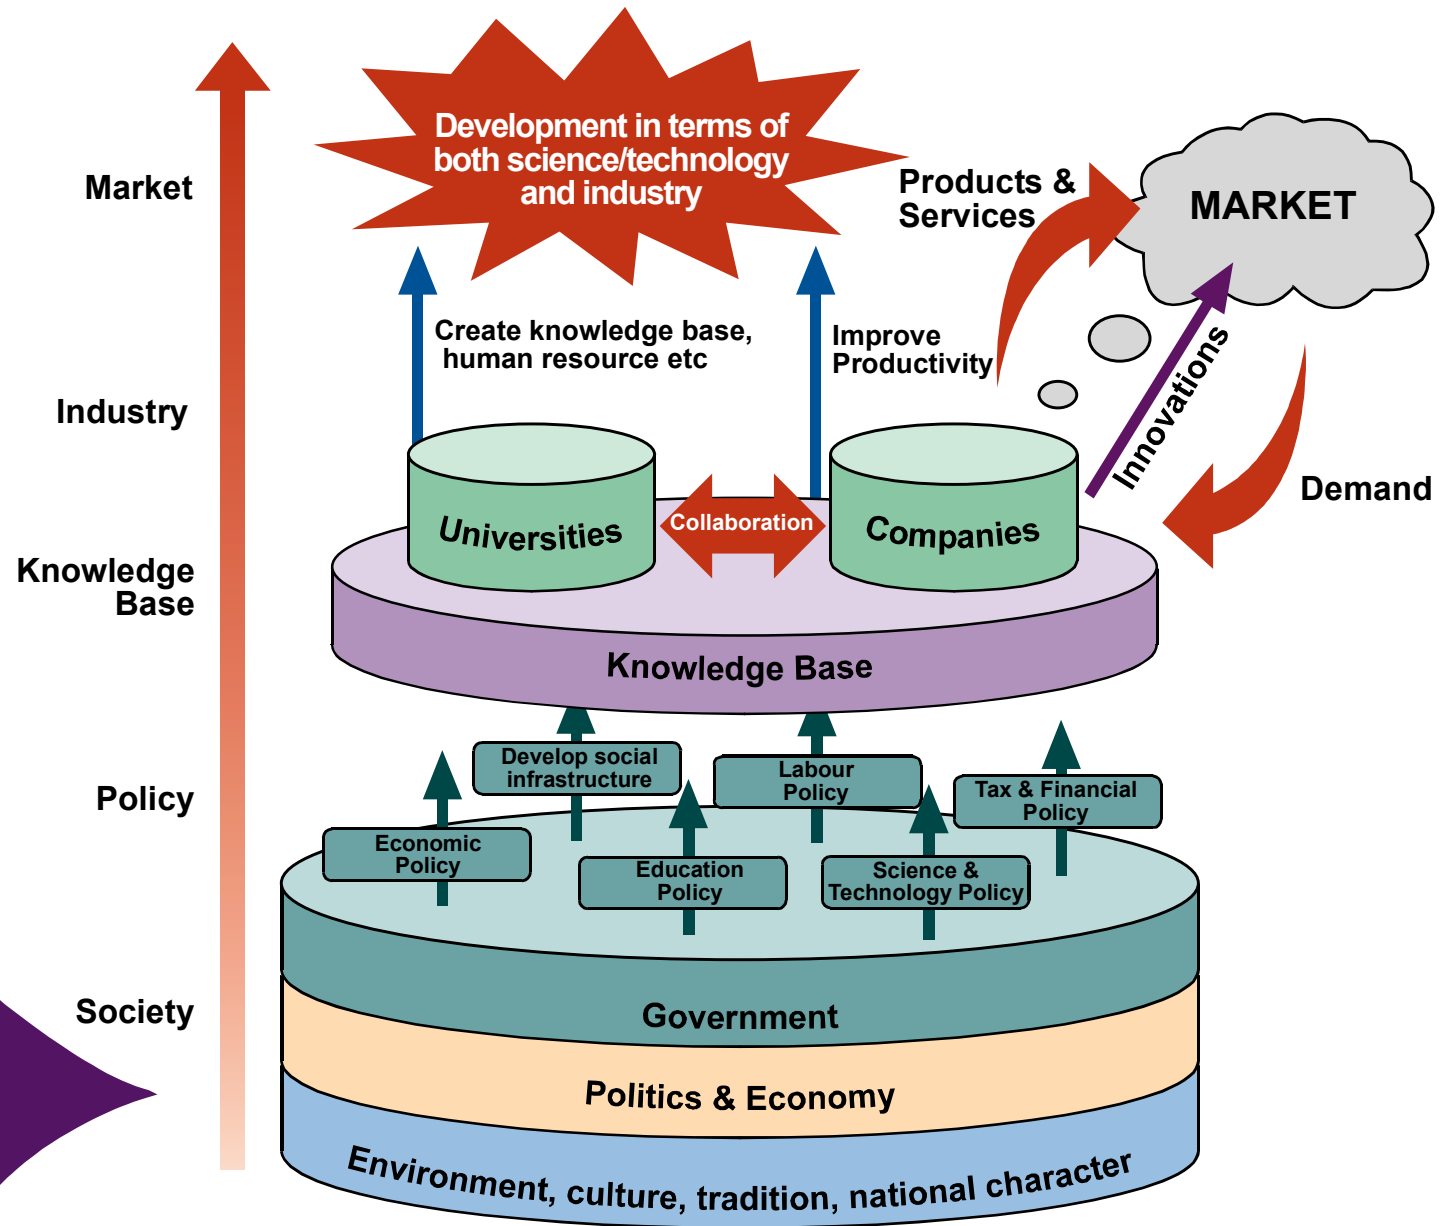 Development in terms of
both science/technology
and industry
Market
Products &
Services
MARKET
Create knowledge base,
human resource etc
Improve
Productivity
Innovations
Industry
Demand
Universities
Collaboration
Companies
Knowledge
Base
Knowledge Base
Develop social
infrastructure
Labour
Policy
Tax & Financial
Policy
Policy
Economic
Policy
Education
Policy
Science &
Technology Policy
Society
Government
Politics & Economy
Environment, culture, tradition, national character